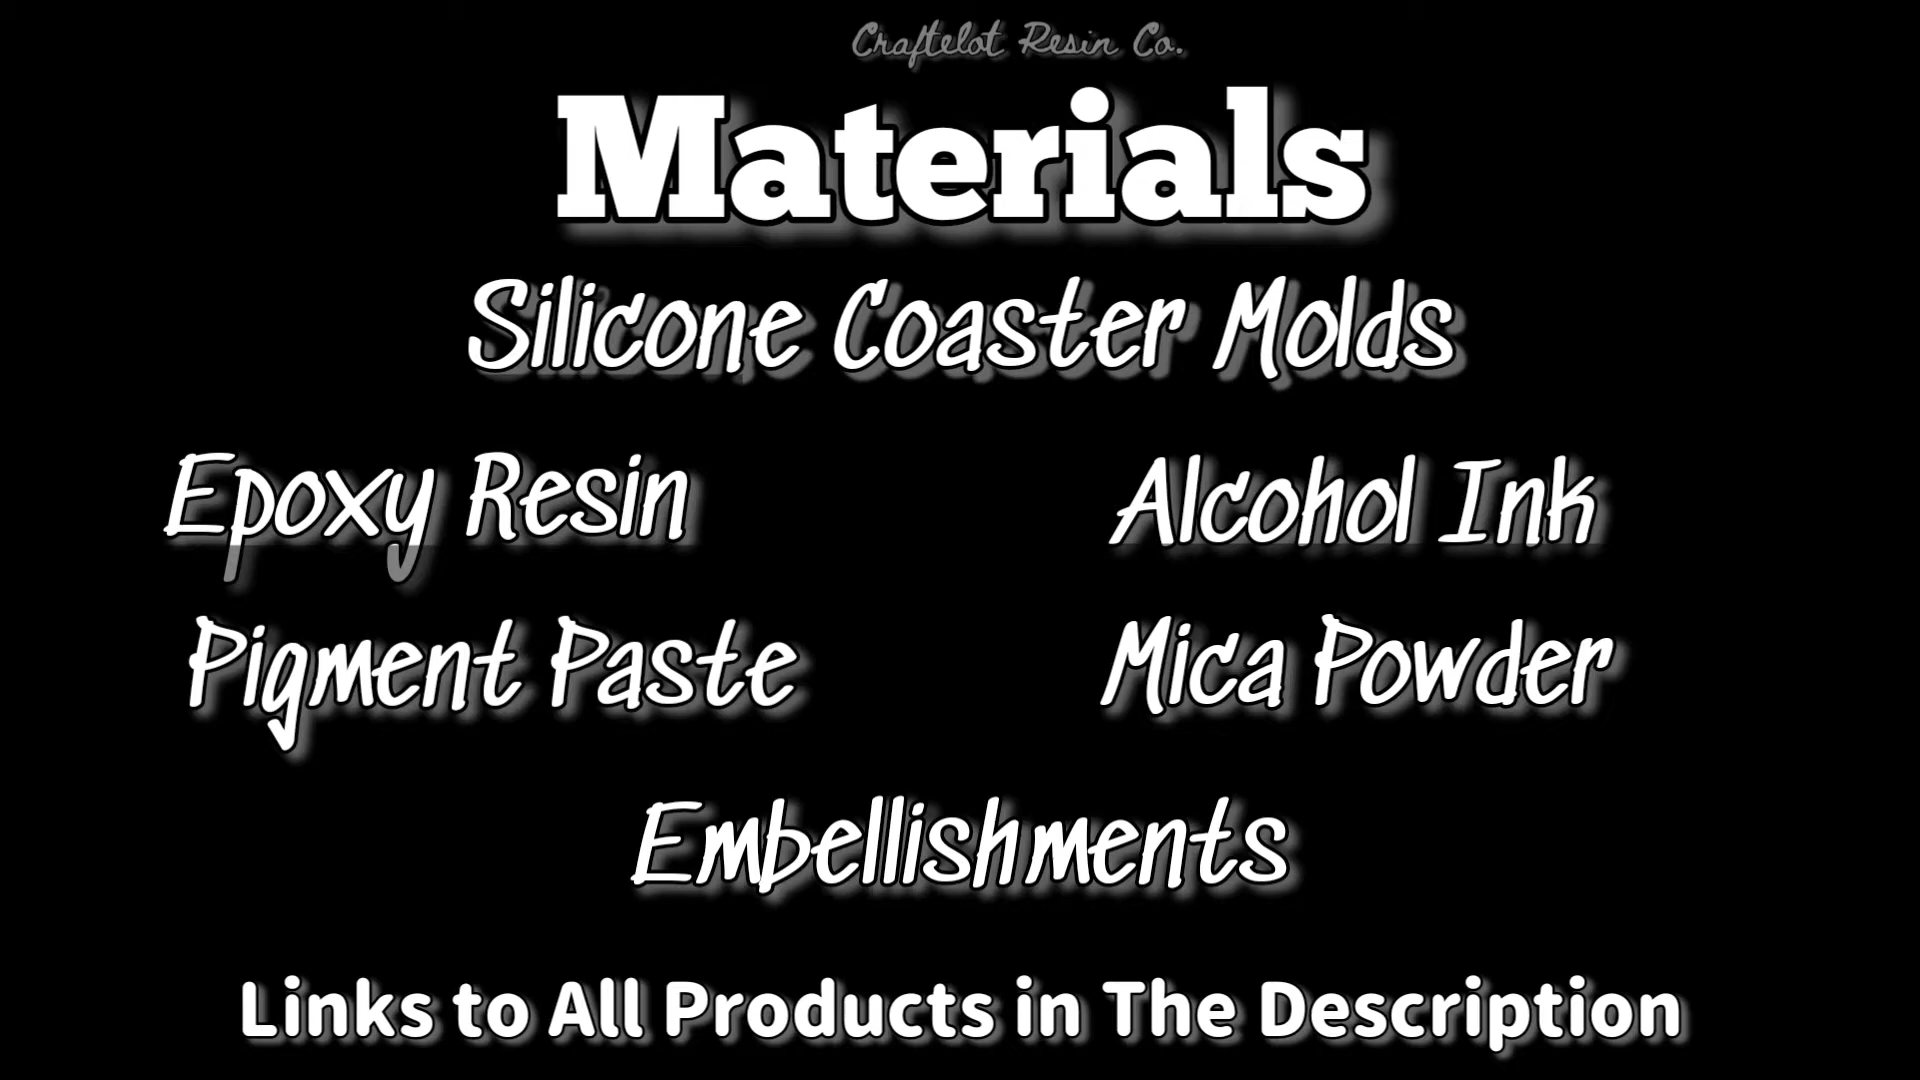 Craftelot Resin Co.
Materials
Silicone Coaster Molds
Epoxy Resin
Alcohol Ink
Pigment Paste
Mica Powder
Embellishments
Links to All Products in The Description